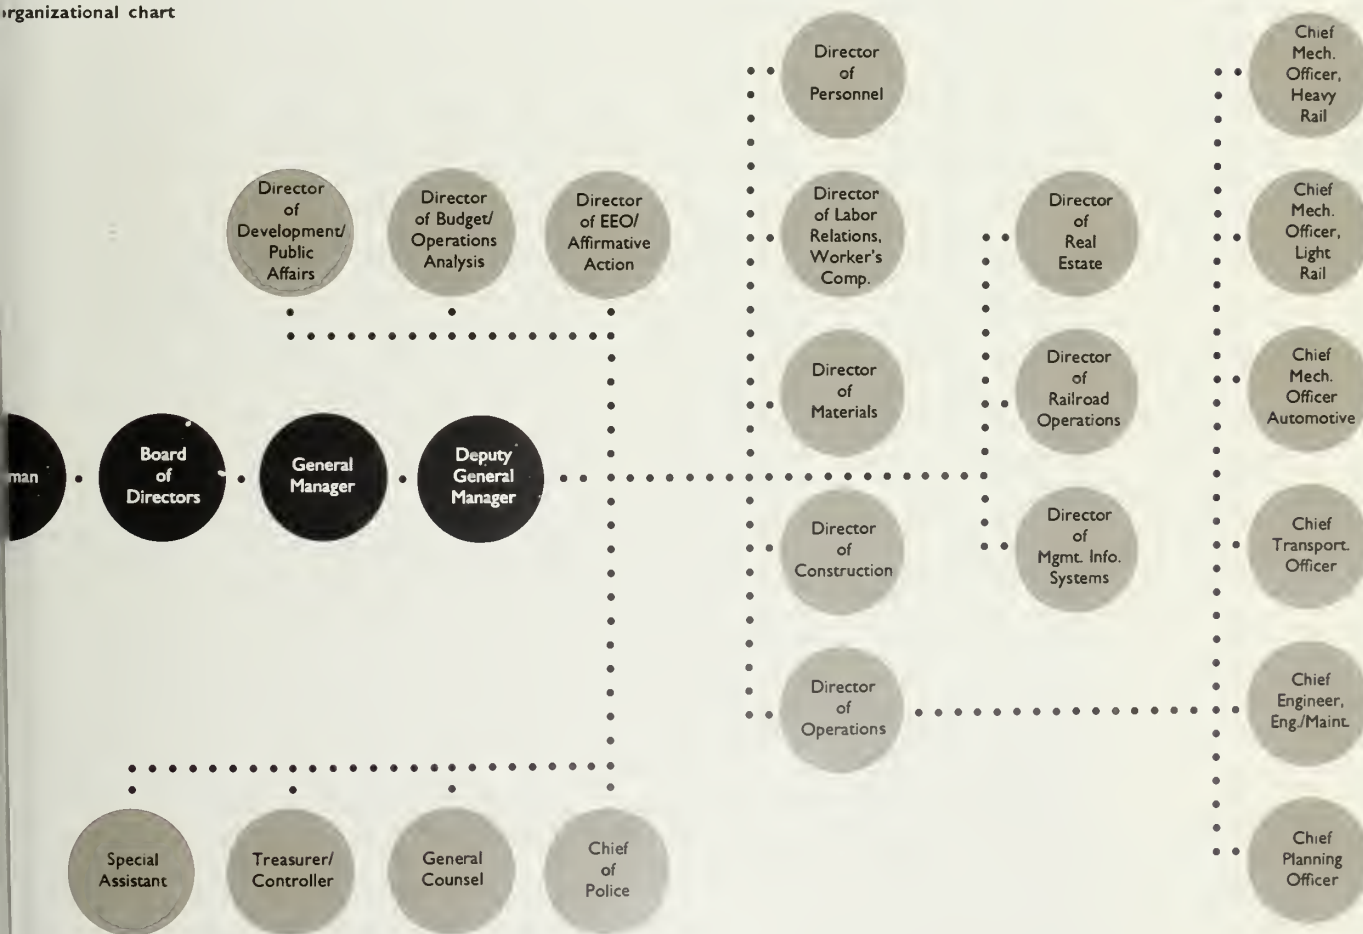 rganizational chart
Director
of
Development/
Public
Affairs
Director
of Budget/
Operations
Analysis
Director
of EEO/
Affirmative
Action
man
Board
of
Directors
General
Manager
Deputy
General
Manager
Special
Assistant
Treasurer/
Controller
General
Counsel
Chief
of
Police
Director
of
Personnel
Director
of Labor
Relations,
Worker's
Comp.
Director
of
Materials
Director
of
Construction
Director
of
Operations
Director
of
Real
Estate
Director
of
Railroad
Operations
Director
of
Mgmt. Info.
Systems
Chief
Mech.
Officer,
Heavy
Rail
Chief
Mech.
Officer,
Light
Rail
Chief
Mech.
Officer
Automotive
Chief
Transport.
Officer
Chief
Engineer,
Eng./Maint.
Chief
Planning
Officer